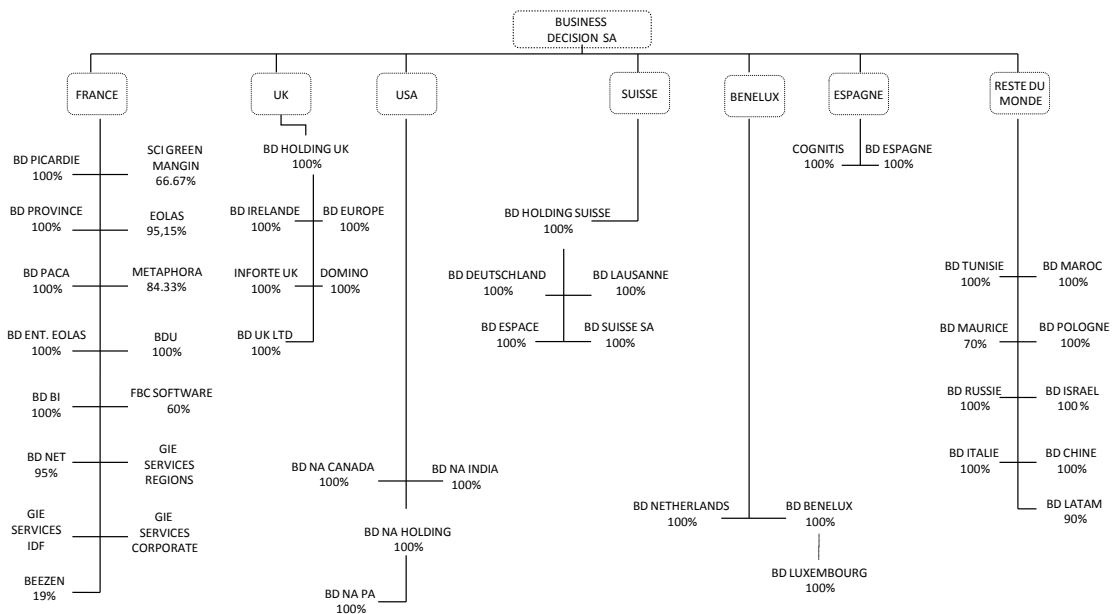 BUSINESS
DECISION SA
FRANCE
UK
USA
SUISSE
BENELUX
ESPAGNE
RESTE DU
MONDE
BD PICARDIE
100%
SCI GREEN
MANGIN
66.67%
BD PROVINCE
100%
EOLAS
95,15%
BD PACA
100%
METAPHORA
84.33%
BD ENT. EOLAS
100%
BDU
100%
BD BI
100%
FBC SOFTWARE
60%
BD NET
95%
GIE
SERVICES
REGIONS
GIE
SERVICES
IDF
GIE
SERVICES
CORPORATE
BEEZEN
19%
BD HOLDING UK
100%
BD IRELANDE
100%
BD EUROPE
100%
INFORTE UK
100%
DOMINO
100%
BD UK LTD
100%
BD NA CANADA
100%
BD NA INDIA
100%
BD NA HOLDING
100%
BD NA PA
100%
BD HOLDING SUISSE
100%
BD DEUTSCHLAND
100%
BD LAUSANNE
100%
BD ESPACE
100%
BD SUISSE SA
100%
BD NETHERLANDS
100%
BD BENELUX
100%
BD LUXEMBOURG
100%
COGNITIS
100%
BD ESPAGNE
100%
BD TUNISIE
100%
BD MAROC
100%
BD MAURICE
70%
BD POLOGNE
100%
BD RUSSIE
100%
BD ISRAEL
100%
BD ITALIE
100%
BD CHINE
100%
BD LATAM
90%